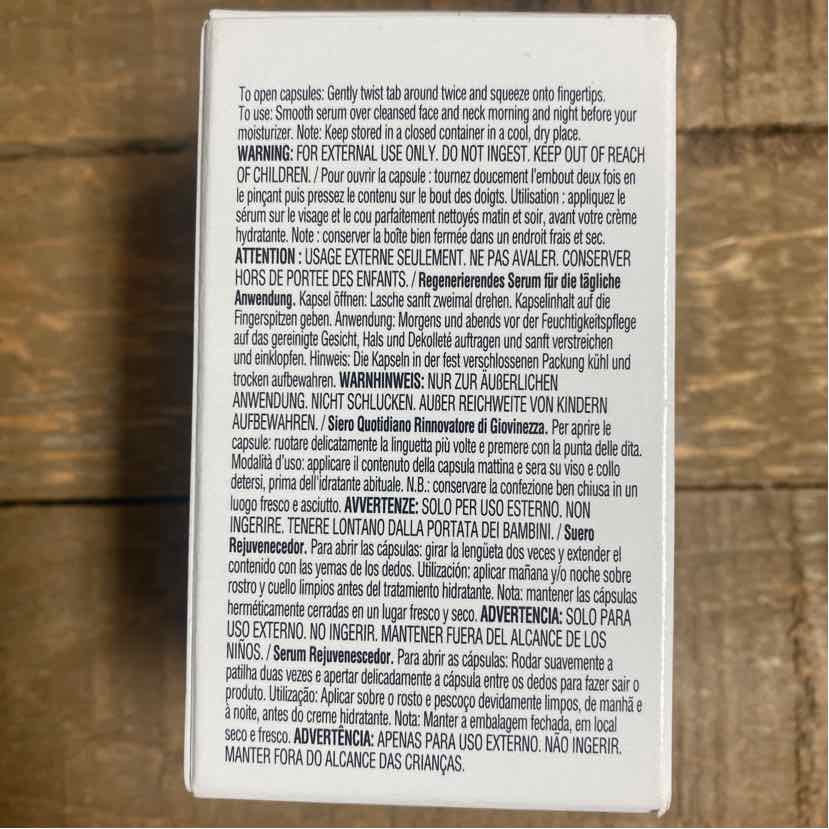 To open capsules: Gently twist tab around twice and squeeze onto fingertips.
To use: Smooth serum over cleansed face and neck morning and night before your
moisturizer. Note: Keep stored in a closed container in a cool, dry place.
WARNING: FOR EXTERNAL USE ONLY. DO NOT INGEST. KEEP OUT OF REACH
OF CHILDREN. / Pour ouvrir la capsule : tournez doucement l'embout deux fois en
le pinçant puis pressez le contenu sur le bout des doigts. Utilisation : appliquez le
sérum sur le visage et le cou parfaitement nettoyés matin et soir, avant votre crème
hydratante. Note : conserver la boîte bien fermée dans un endroit frais et sec.
ATTENTION : USAGE EXTERNE SEULEMENT. NE PAS AVALER. CONSERVER
HORS DE PORTEE DES ENFANTS. / Regenerierendes Serum für die tägliche
Anwendung. Kapsel öffnen: Lasche sanft zweimal drehen. Kapselinhalt auf die
Fingerspitzen geben. Anwendung: Morgens und abends vor der Feuchtigkeitspflege
auf das gereinigte Gesicht, Hals und Dekolleté auftragen und sanft verstreichen
und einklopfen. Hinweis: Die Kapseln in der fest verschlossenen Packung kühl und
trocken aufbewahren. WARNHINWEIS: NUR ZUR ÄUßERLICHEN
ANWENDUNG. NICHT SCHLUCKEN. AUßER REICHWEITE VON KINDERN
AUFBEWAHREN. / Siero Quotidiano Rinnovatore di Giovinezza. Per aprire le
capsule: ruotare delicatamente la linguetta più volte e premere con la punta delle dita.
Modalità d'uso: applicare il contenuto della capsula mattina e sera su viso e collo
detersi, prima dell'idratante abituale. N.B.: conservare la confezione ben chiusa in un
luogo fresco e asciutto. AVVERTENZE: SOLO PER USO ESTERNO. NON
INGERIRE. TENERE LONTANO DALLA PORTATA DEI BAMBINI. / Suero
Rejuvenecedor. Para abrir las cápsulas: girar la lengüeta dos veces y extender el
contenido con las yemas de los dedos. Utilización: aplicar mañana y/o noche sobre
rostro y cuello limpios antes del tratamiento hidratante. Nota: mantener las cápsulas
herméticamente cerradas en un lugar fresco y seco. ADVERTENCIA: SOLO PARA
USO EXTERNO. NO INGERIR. MANTENER FUERA DEL ALCANCE DE LOS
NIÑOS. / Serum Rejuvenescedor. Para abrir as cápsulas: Rodar suavemente a
patilha duas vezes e apertar delicadamente a cápsula entre os dedos para fazer sair o
produto. Utilização: Aplicar sobre o rosto e pescoço devidamente limpos, de manhã e
à noite, antes do creme hidratante. Nota: Manter a embalagem fechada, em local
seco e fresco. ADVERTÊNCIA: APENAS PARA USO EXTERNO. NÃO INGERIR.
MANTER FORA DO ALCANCE DAS CRIANÇAS.